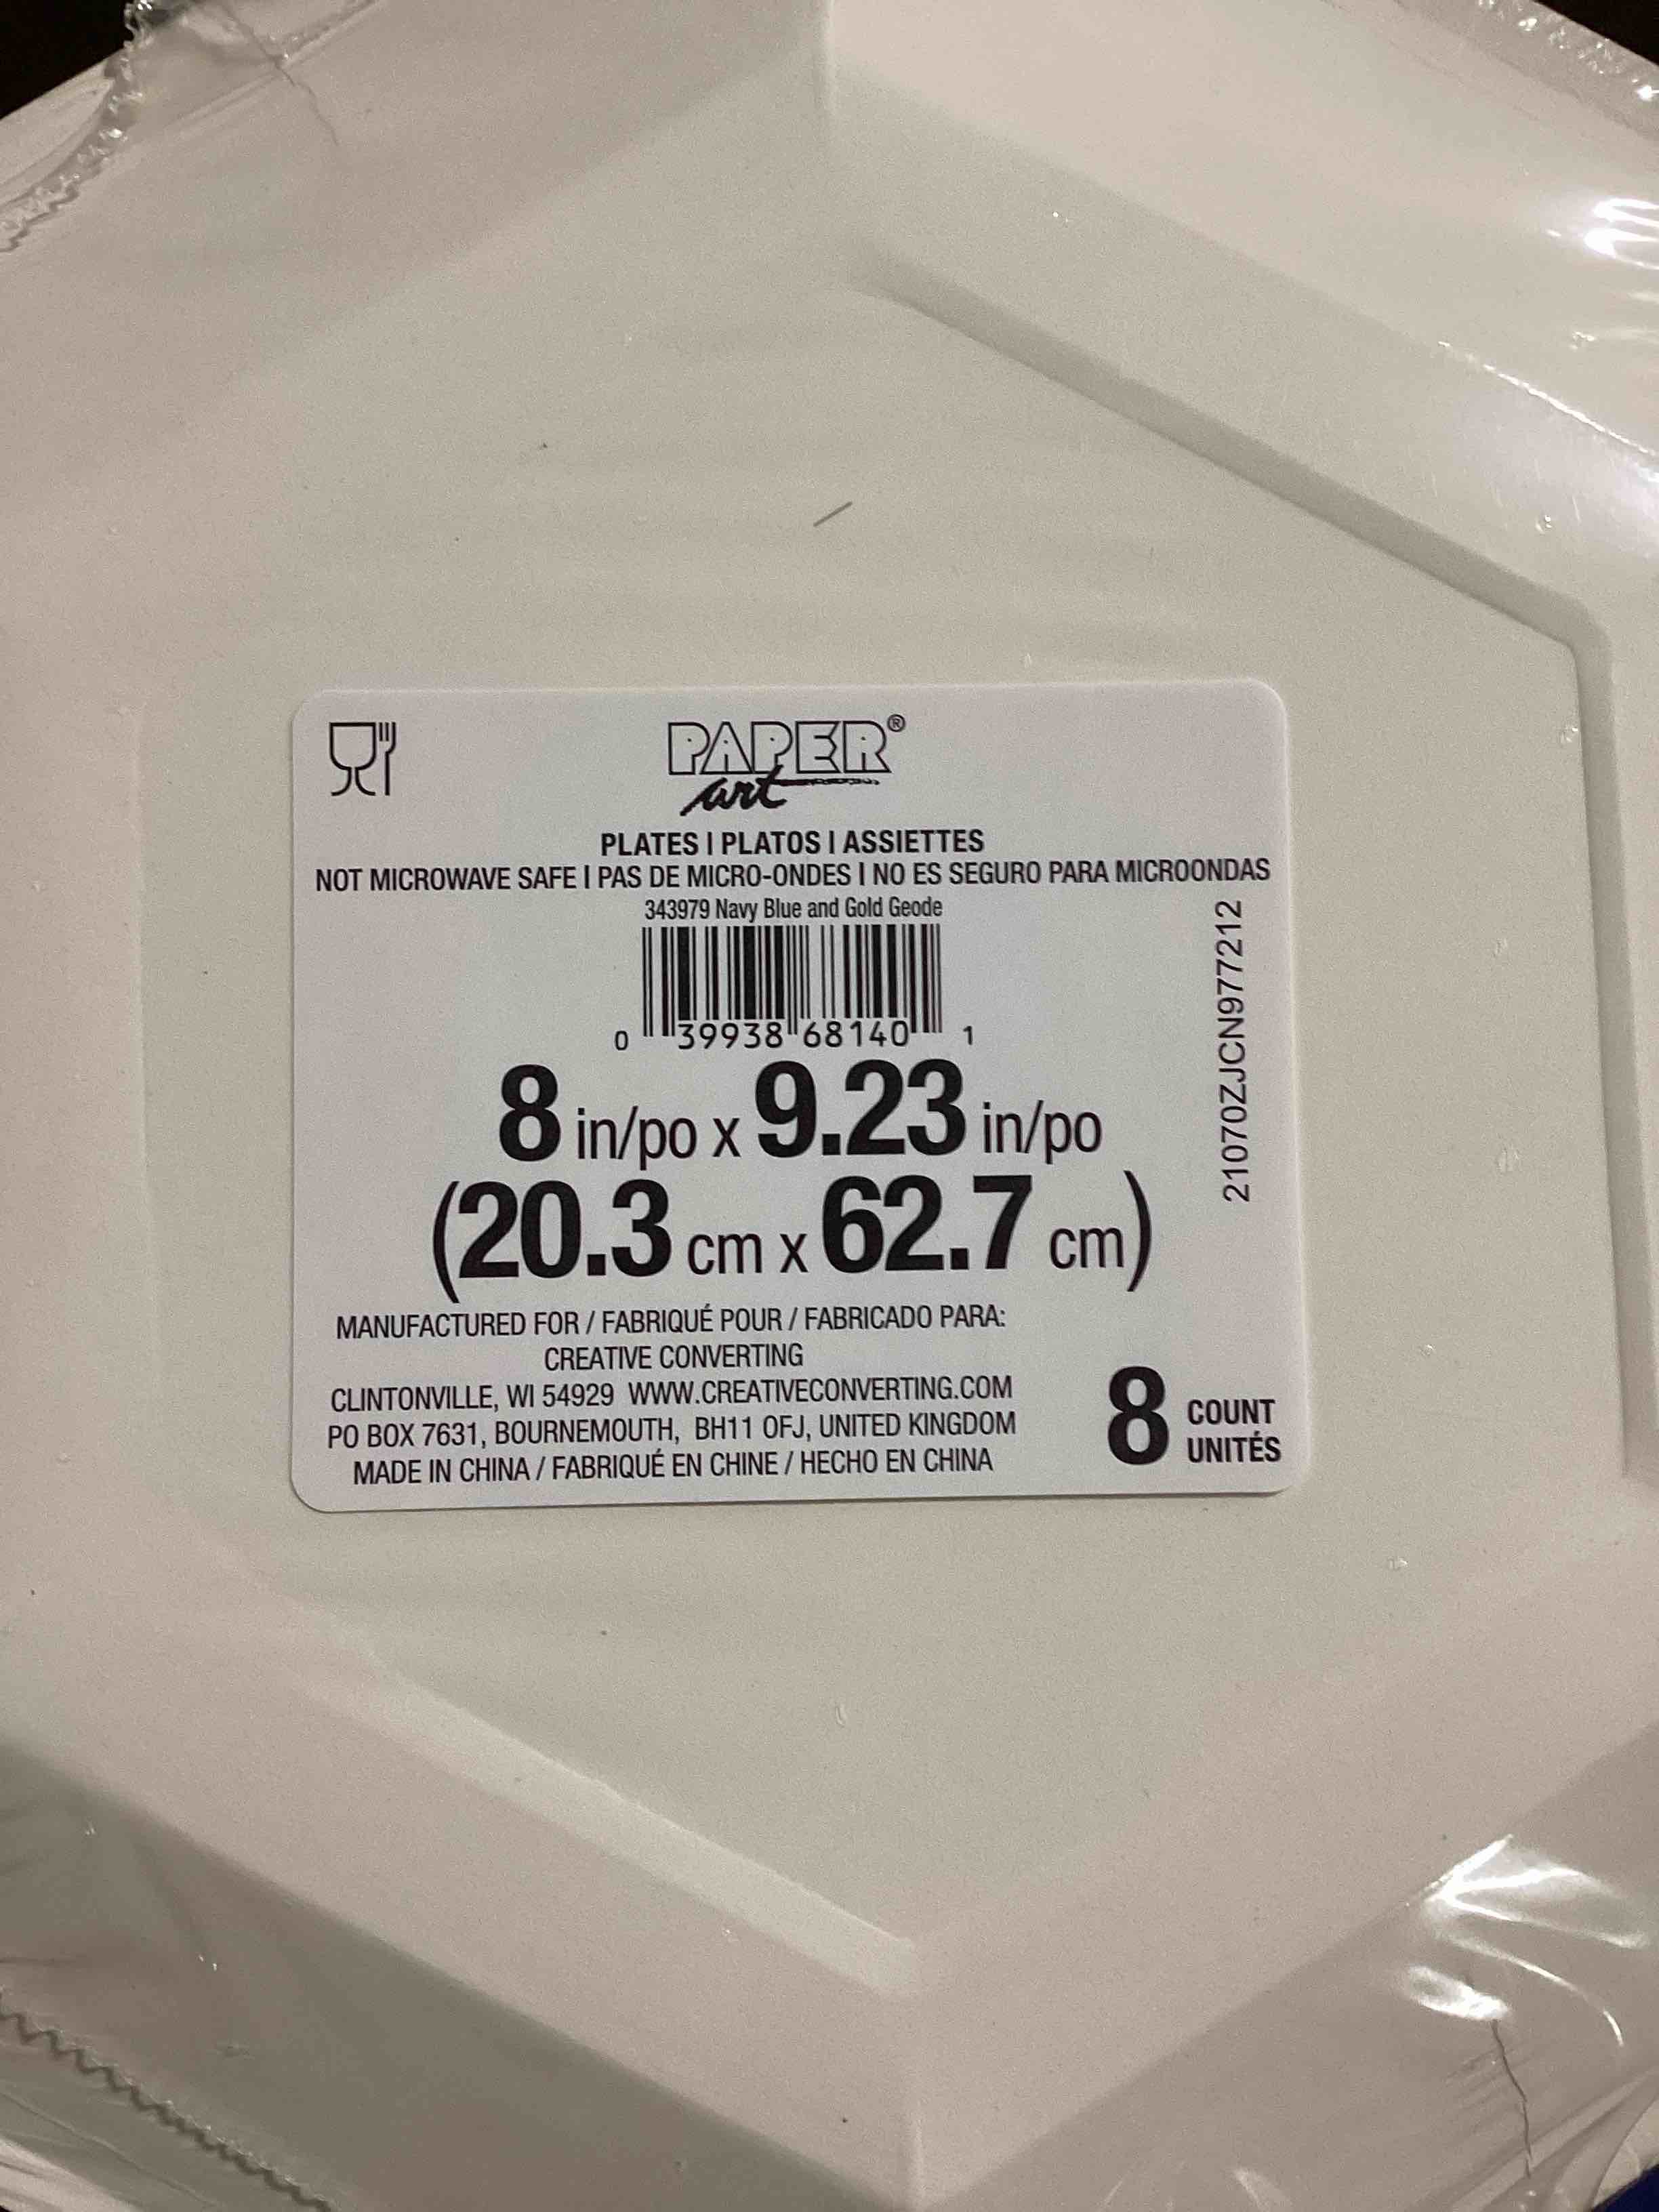 PAPER®
art
PLATES | PLATOS | ASSIETTES
NOT MICROWAVE SAFE | PAS DE MICRO-ONDES | NO ES SEGURO PARA MICROONDAS
343979 Navy Blue and Gold Geode
0 39938 68140 1
21070ZJCN977212
8 in/po x 9.23 in/po
(20.3 cm x 62.7 cm)
MANUFACTURED FOR / FABRIQUÉ POUR / FABRICADO PARA:
CREATIVE CONVERTING
CLINTONVILLE, WI 54929 WWW.CREATIVECONVERTING.COM
PO BOX 7631, BOURNEMOUTH, BH11 0FJ, UNITED KINGDOM
MADE IN CHINA / FABRIQUÉ EN CHINE / HECHO EN CHINA
8 COUNT
UNITÉS